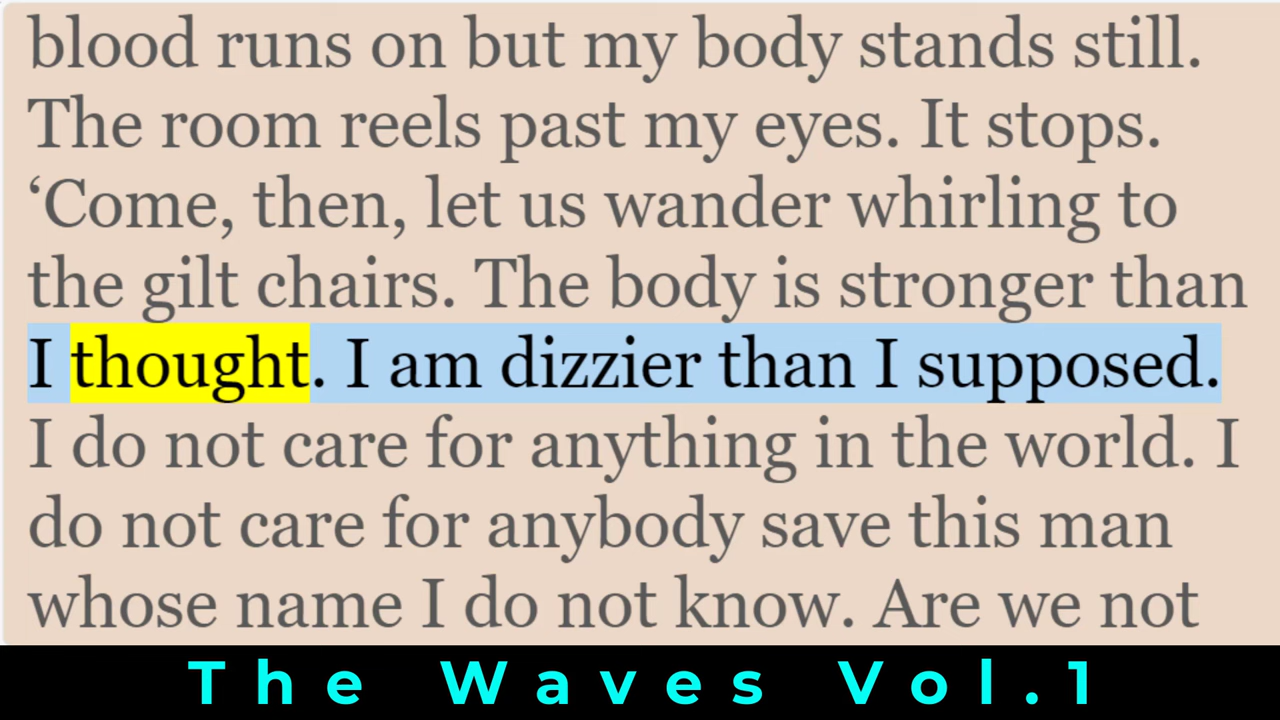 blood runs on but my body stands still.
The room reels past my eyes. It stops.
‘Come, then, let us wander whirling to
the gilt chairs. The body is stronger than
I thought. I am dizzier than I supposed.
I do not care for anything in the world. I
do not care for anybody save this man
whose name I do not know. Are we not
The Waves Vol.1